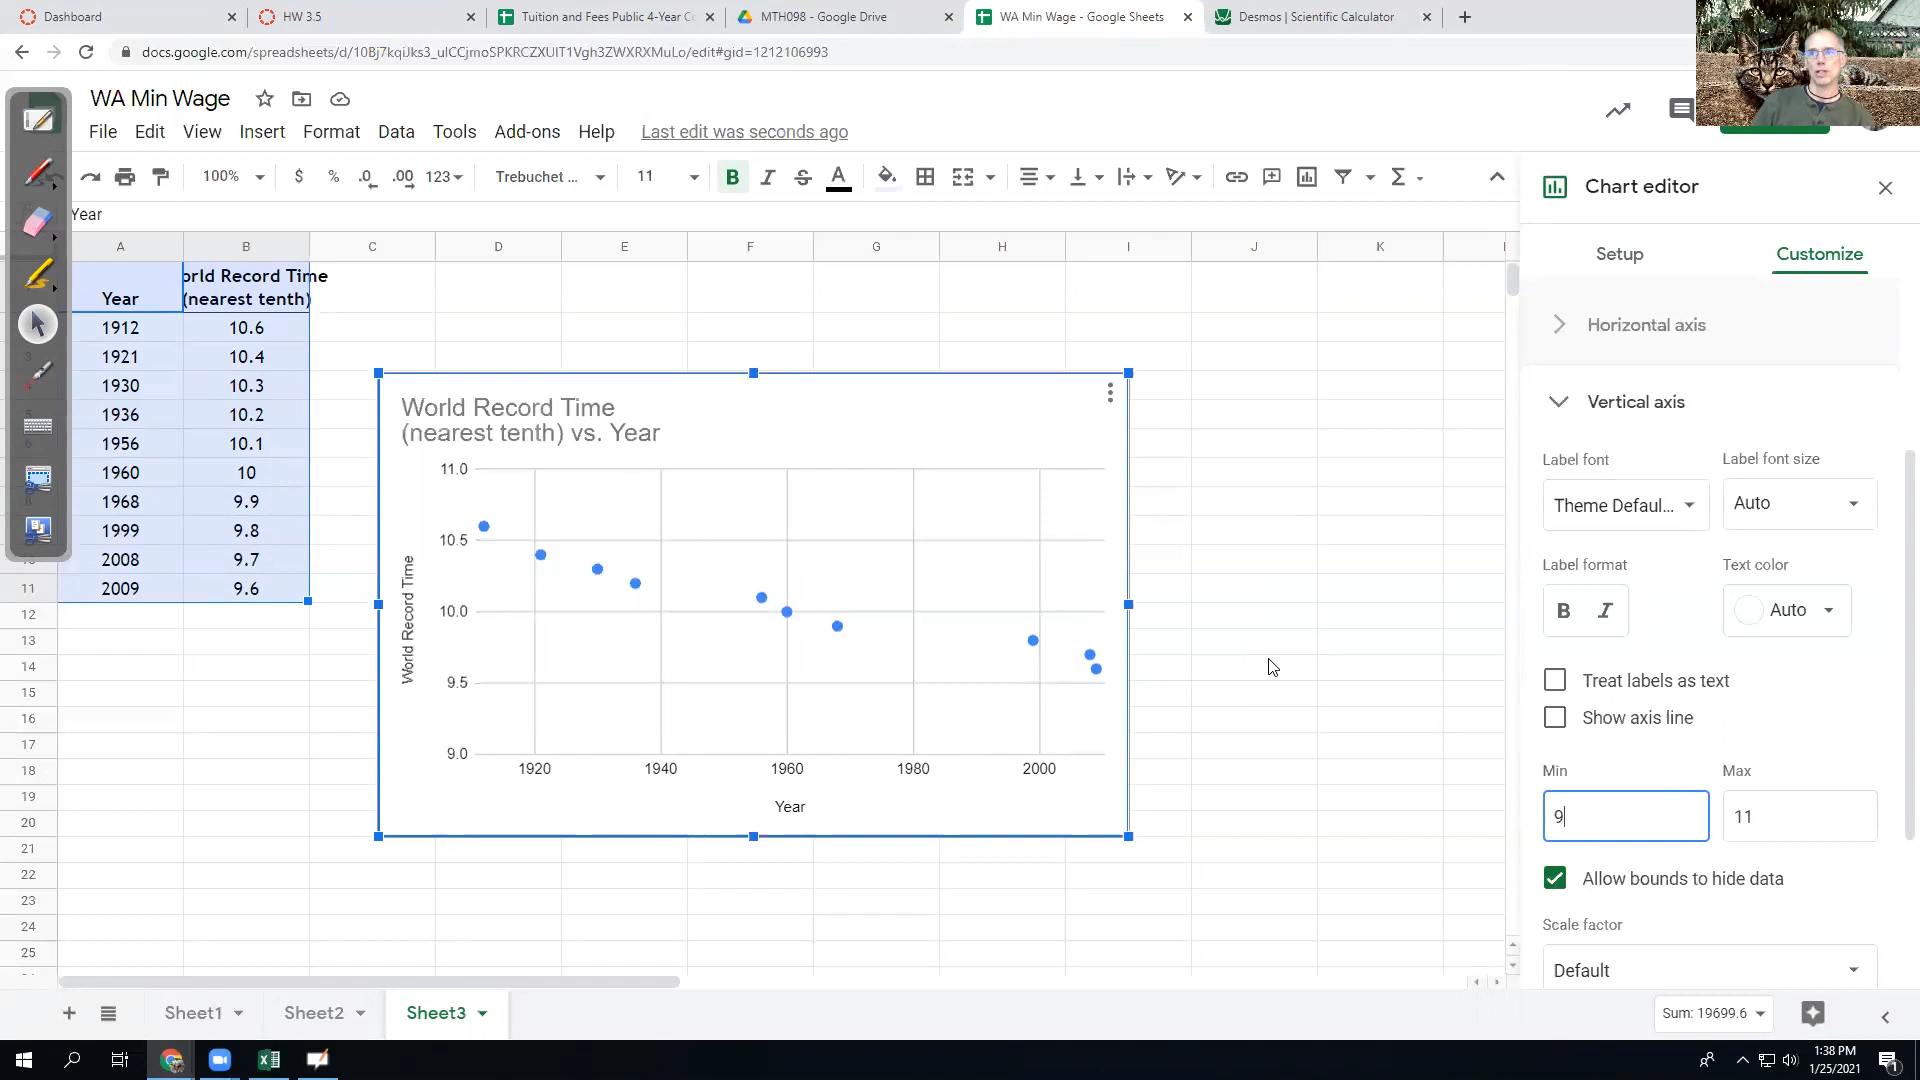 Dashboard
HW 3.5
Tuition and Fees Public 4-Year Co
MTH098 - Google Drive
WA Min Wage - Google Sheets
Desmos | Scientific Calculator
WA Min Wage
File Edit View Insert Format Data Tools Add-ons Help Last edit was seconds ago
100% $ % .0 .00 123 Trebuchet ... 11 B I S A
Year
A B C D E F G H I J K
Year
orld Record Time
(nearest tenth)
1912 10.6
1921 10.4
1930 10.3
1936 10.2
1956 10.1
1960 10
1968 9.9
1999 9.8
2008 9.7
11 2009 9.6
12
13
14
15
16
17
18
19
20
21
22
23
24
25
World Record Time
(nearest tenth) vs. Year
World Record Time
11.0
10.5
10.0
9.5
9.0
1920 1940 1960 1980 2000
Year
Chart editor
Setup Customize
Horizontal axis
Vertical axis
Label font Label font size
Theme Defaul... Auto
Label format Text color
B I Auto
Treat labels as text
Show axis line
Min Max
9 11
Allow bounds to hide data
Scale factor
Default
Sheet1 Sheet2 Sheet3
Sum: 19699.6
1:38 PM
1/25/2021